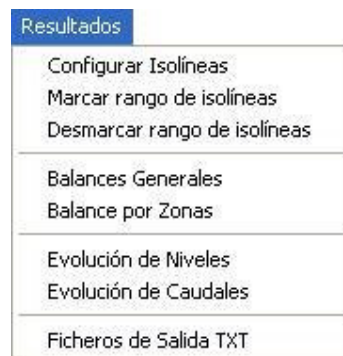 Resultados
Configurar Isolíneas
Marcar rango de isolíneas
Desmarcar rango de isolíneas
Balances Generales
Balance por Zonas
Evolución de Niveles
Evolución de Caudales
Ficheros de Salida TXT